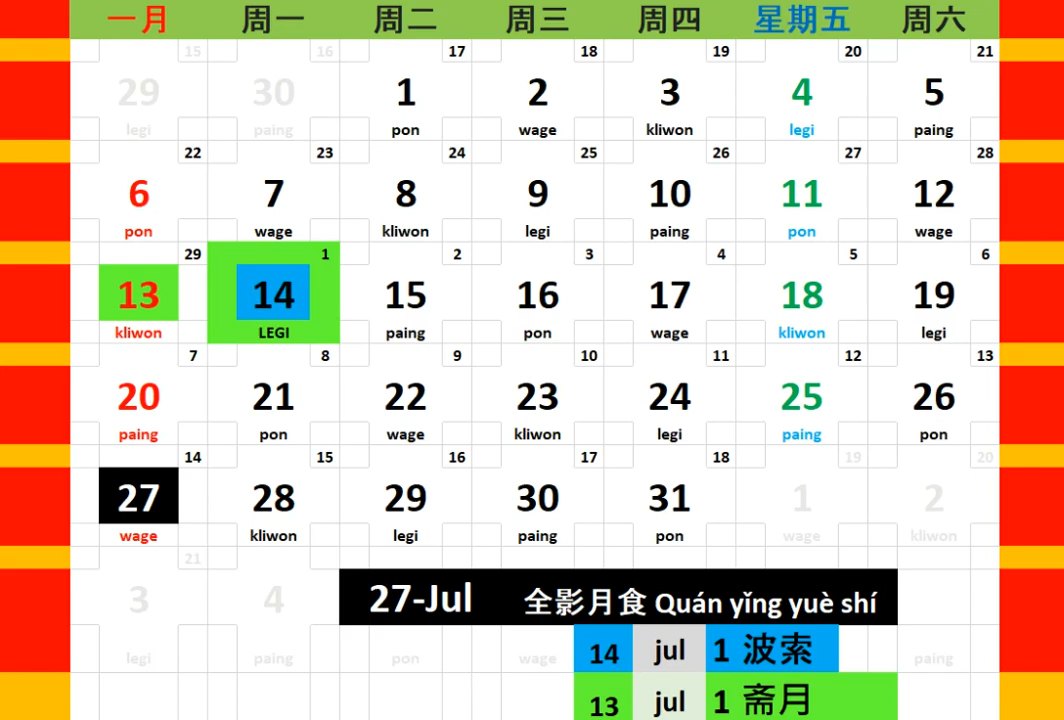 一月 周一 周二 周三 周四 星期五 周六
15 16 17 18 19 20 21
29 30 1 2 3 4 5
legi paing pon wage kliwon legi paing
22 23 24 25 26 27 28
6 7 8 9 10 11 12
pon wage kliwon legi paing pon wage
29 1 2 3 4 5 6
13 14 15 16 17 18 19
kliwon LEGI paing pon wage kliwon legi
7 8 9 10 11 12 13
20 21 22 23 24 25 26
paing pon wage kliwon legi paing pon
14 15 16 17 18 19 20
27 28 29 30 31 1 2
wage kliwon legi paing pon wage kliwon
21
3 4 27-Jul 全影月食 Quán yǐng yuè shí
legi paing pon wage 14 jul 1 波索 paing
13 jul 1 斋月